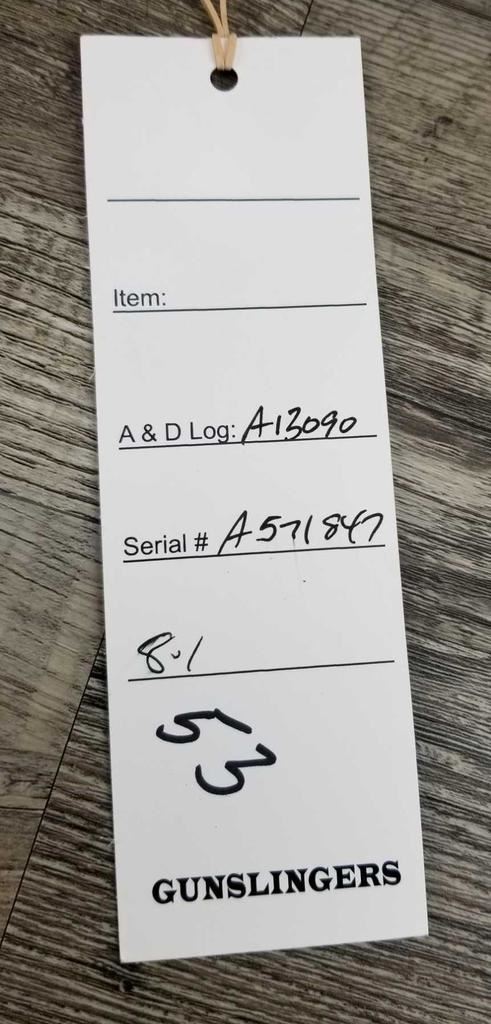 Item:
A & D Log: A13090
Serial # A571847
8.1
53
GUNSLINGERS